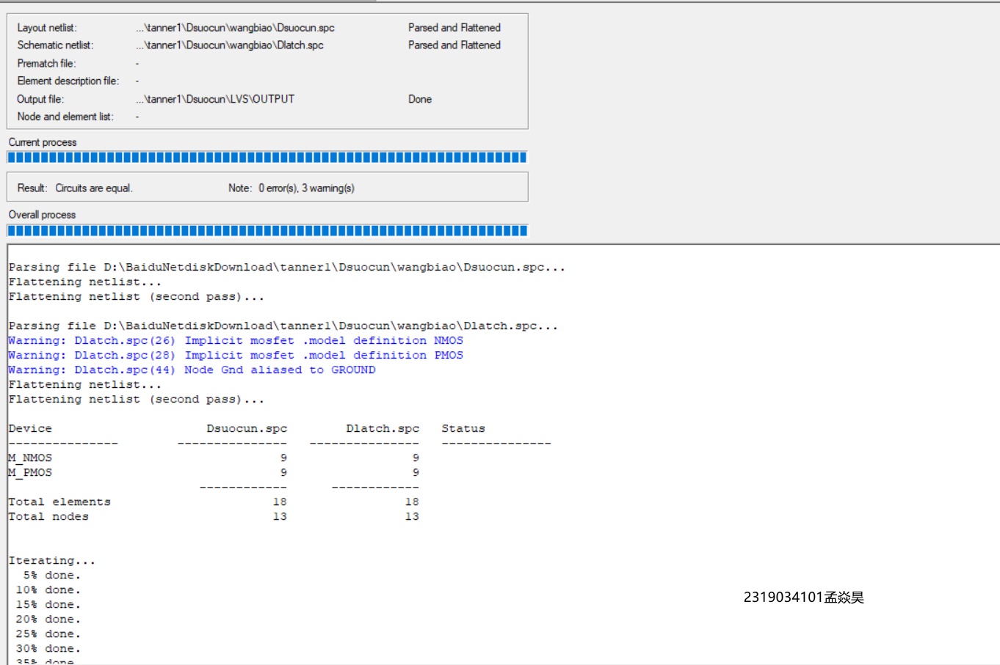 Layout netlist: ...\tanner1\Dsuocun\wangbiao\Dsuocun.spc Parsed and Flattened
Schematic netlist: ...\tanner1\Dsuocun\wangbiao\Dlatch.spc Parsed and Flattened
Prematch file: -
Element description file: -
Output file: ...\tanner1\Dsuocun\LVS\OUTPUT Done
Node and element list: -
Current process
Result: Circuits are equal. Note: 0 error(s), 3 warning(s)
Overall process
Parsing file D:\BaiduNetdiskDownload\tanner1\Dsuocun\wangbiao\Dsuocun.spc...
Flattening netlist...
Flattening netlist (second pass)...
Parsing file D:\BaiduNetdiskDownload\tanner1\Dsuocun\wangbiao\Dlatch.spc...
Warning: Dlatch.spc(26) Implicit mosfet .model definition NMOS
Warning: Dlatch.spc(28) Implicit mosfet .model definition PMOS
Warning: Dlatch.spc(44) Node Gnd aliased to GROUND
Flattening netlist...
Flattening netlist (second pass)...
Device Dsuocun.spc Dlatch.spc Status
--------------- --------------- --------------- ---------------
M_NMOS 9 9
M_PMOS 9 9
------------ ------------
Total elements 18 18
Total nodes 13 13
Iterating...
5% done.
10% done.
15% done.
20% done.
25% done.
30% done.
35% done
2319034101孟焱昊